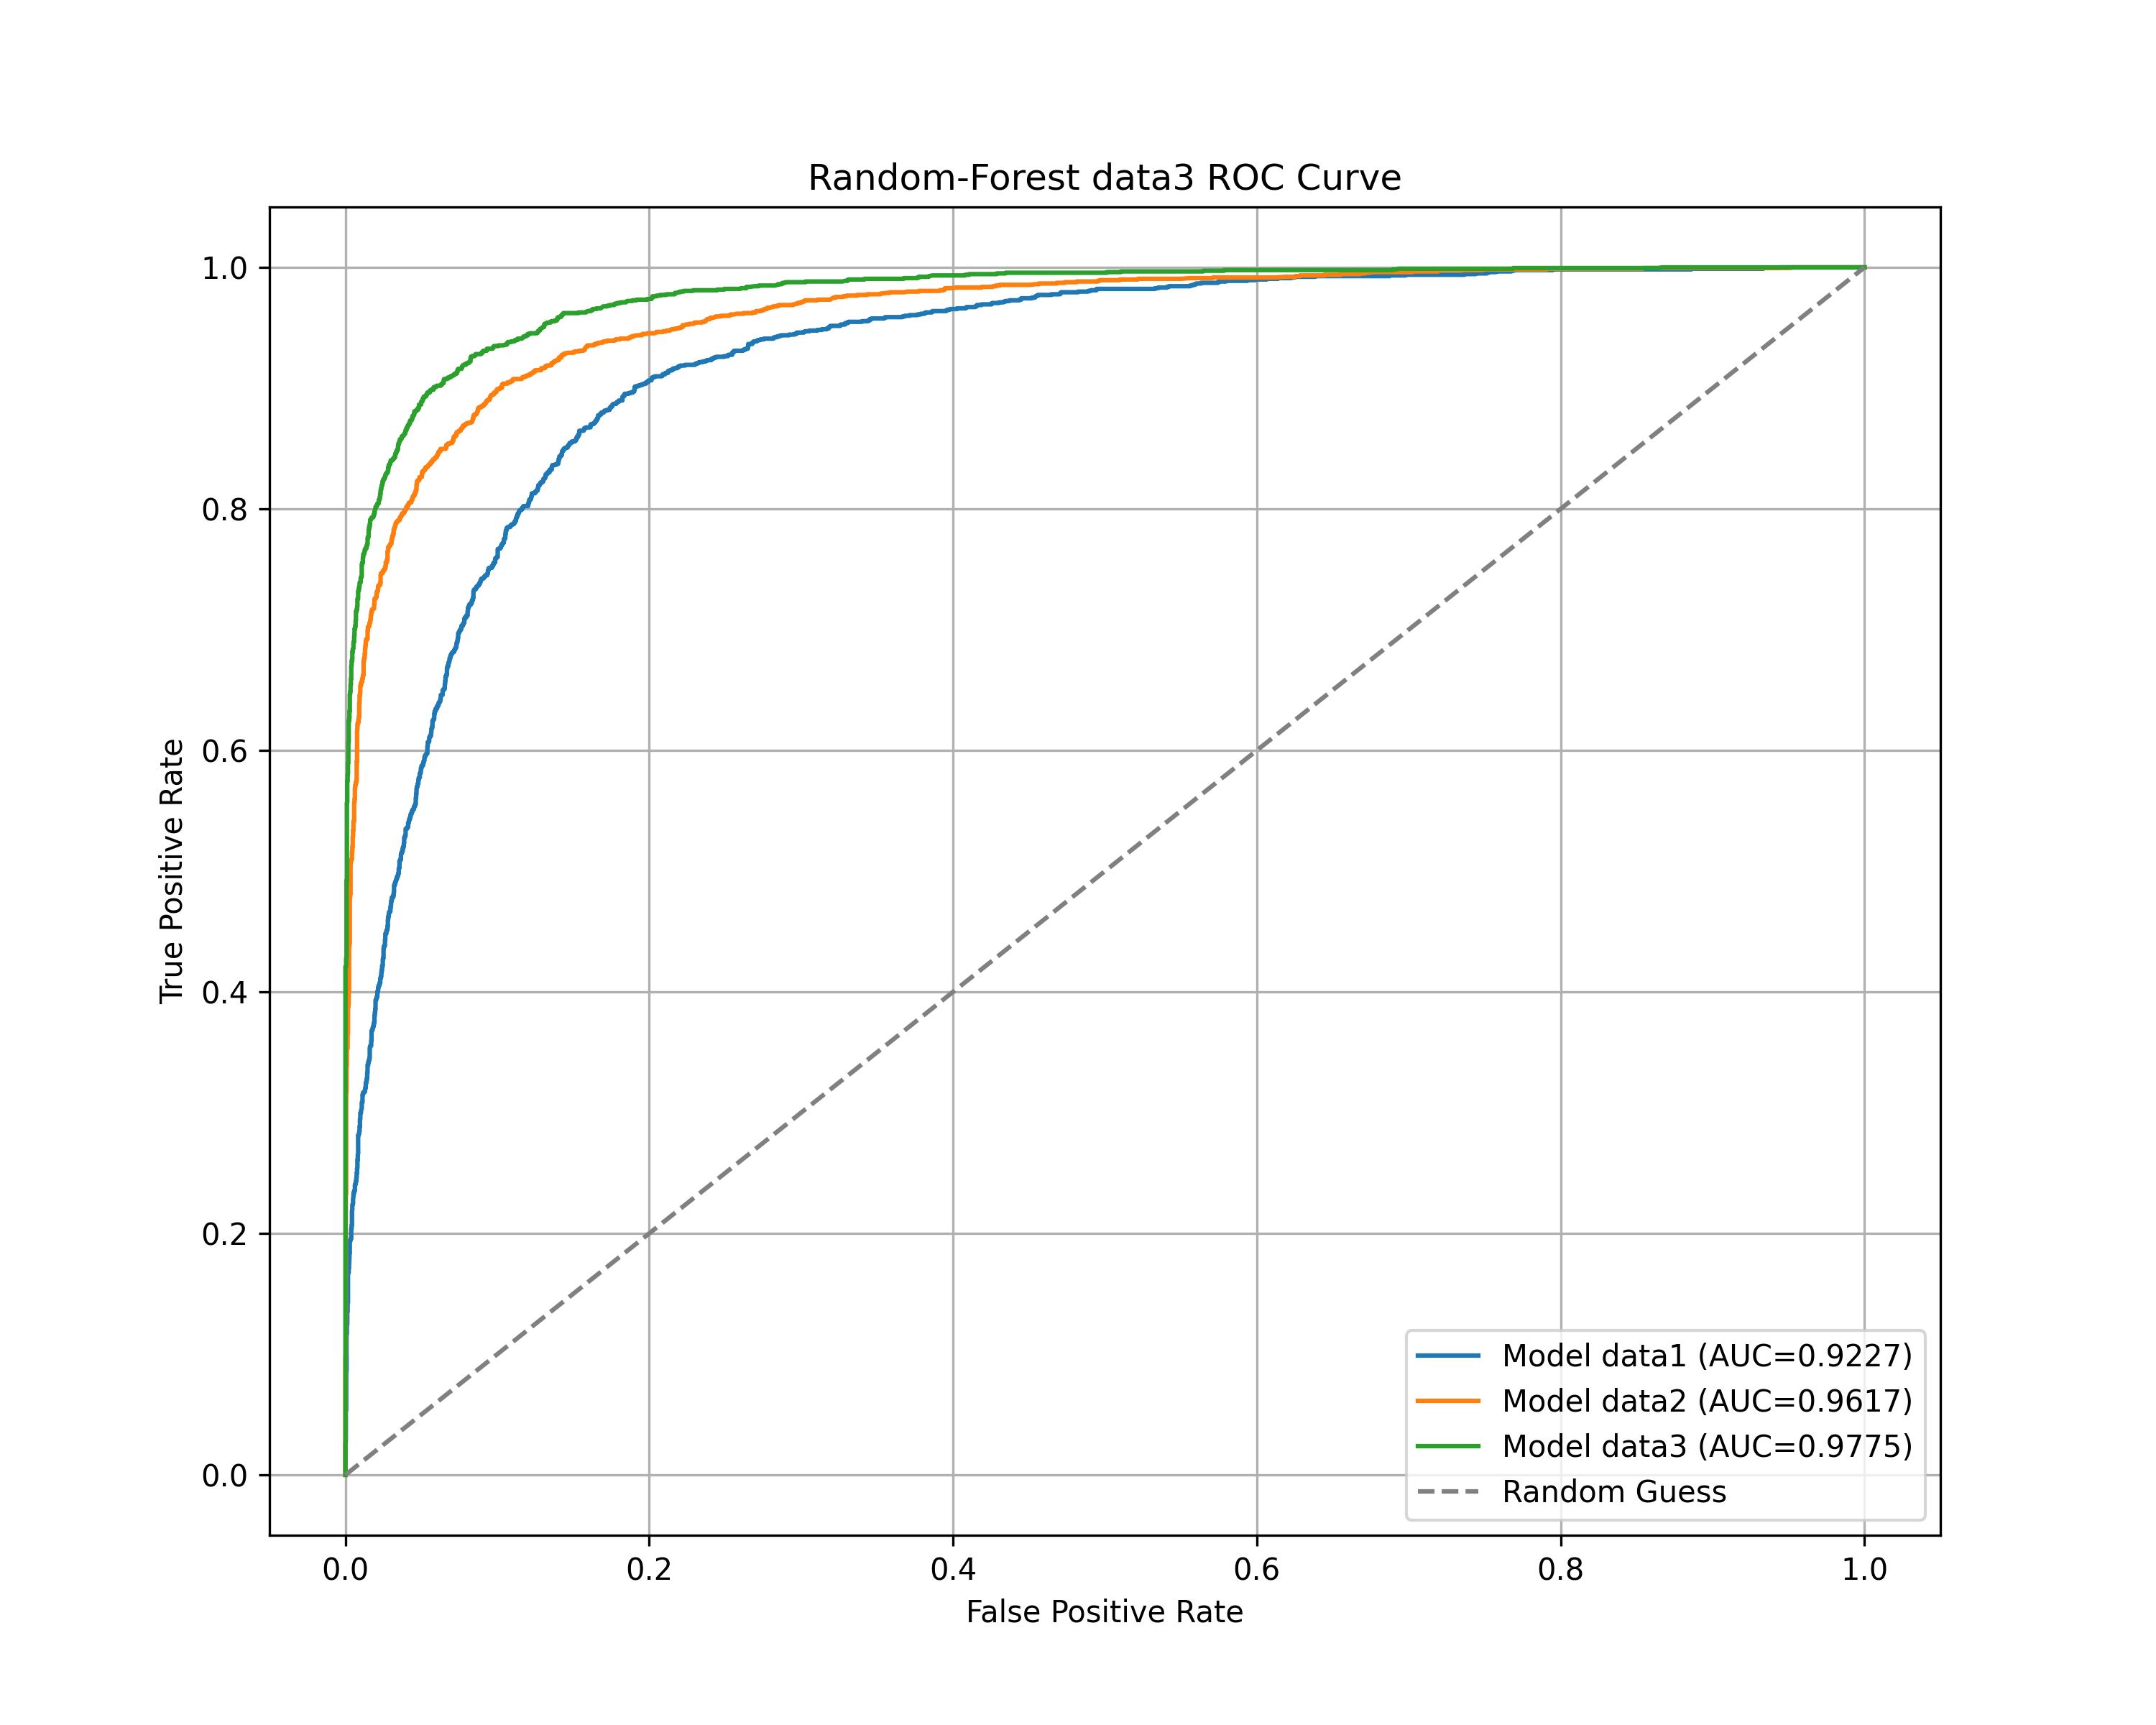 Random-Forest data3 ROC Curve
True Positive Rate
1.0
0.8
0.6
0.4
0.2
0.0
0.0 0.2 0.4 0.6 0.8 1.0
False Positive Rate
Model data1 (AUC=0.9227)
Model data2 (AUC=0.9617)
Model data3 (AUC=0.9775)
Random Guess